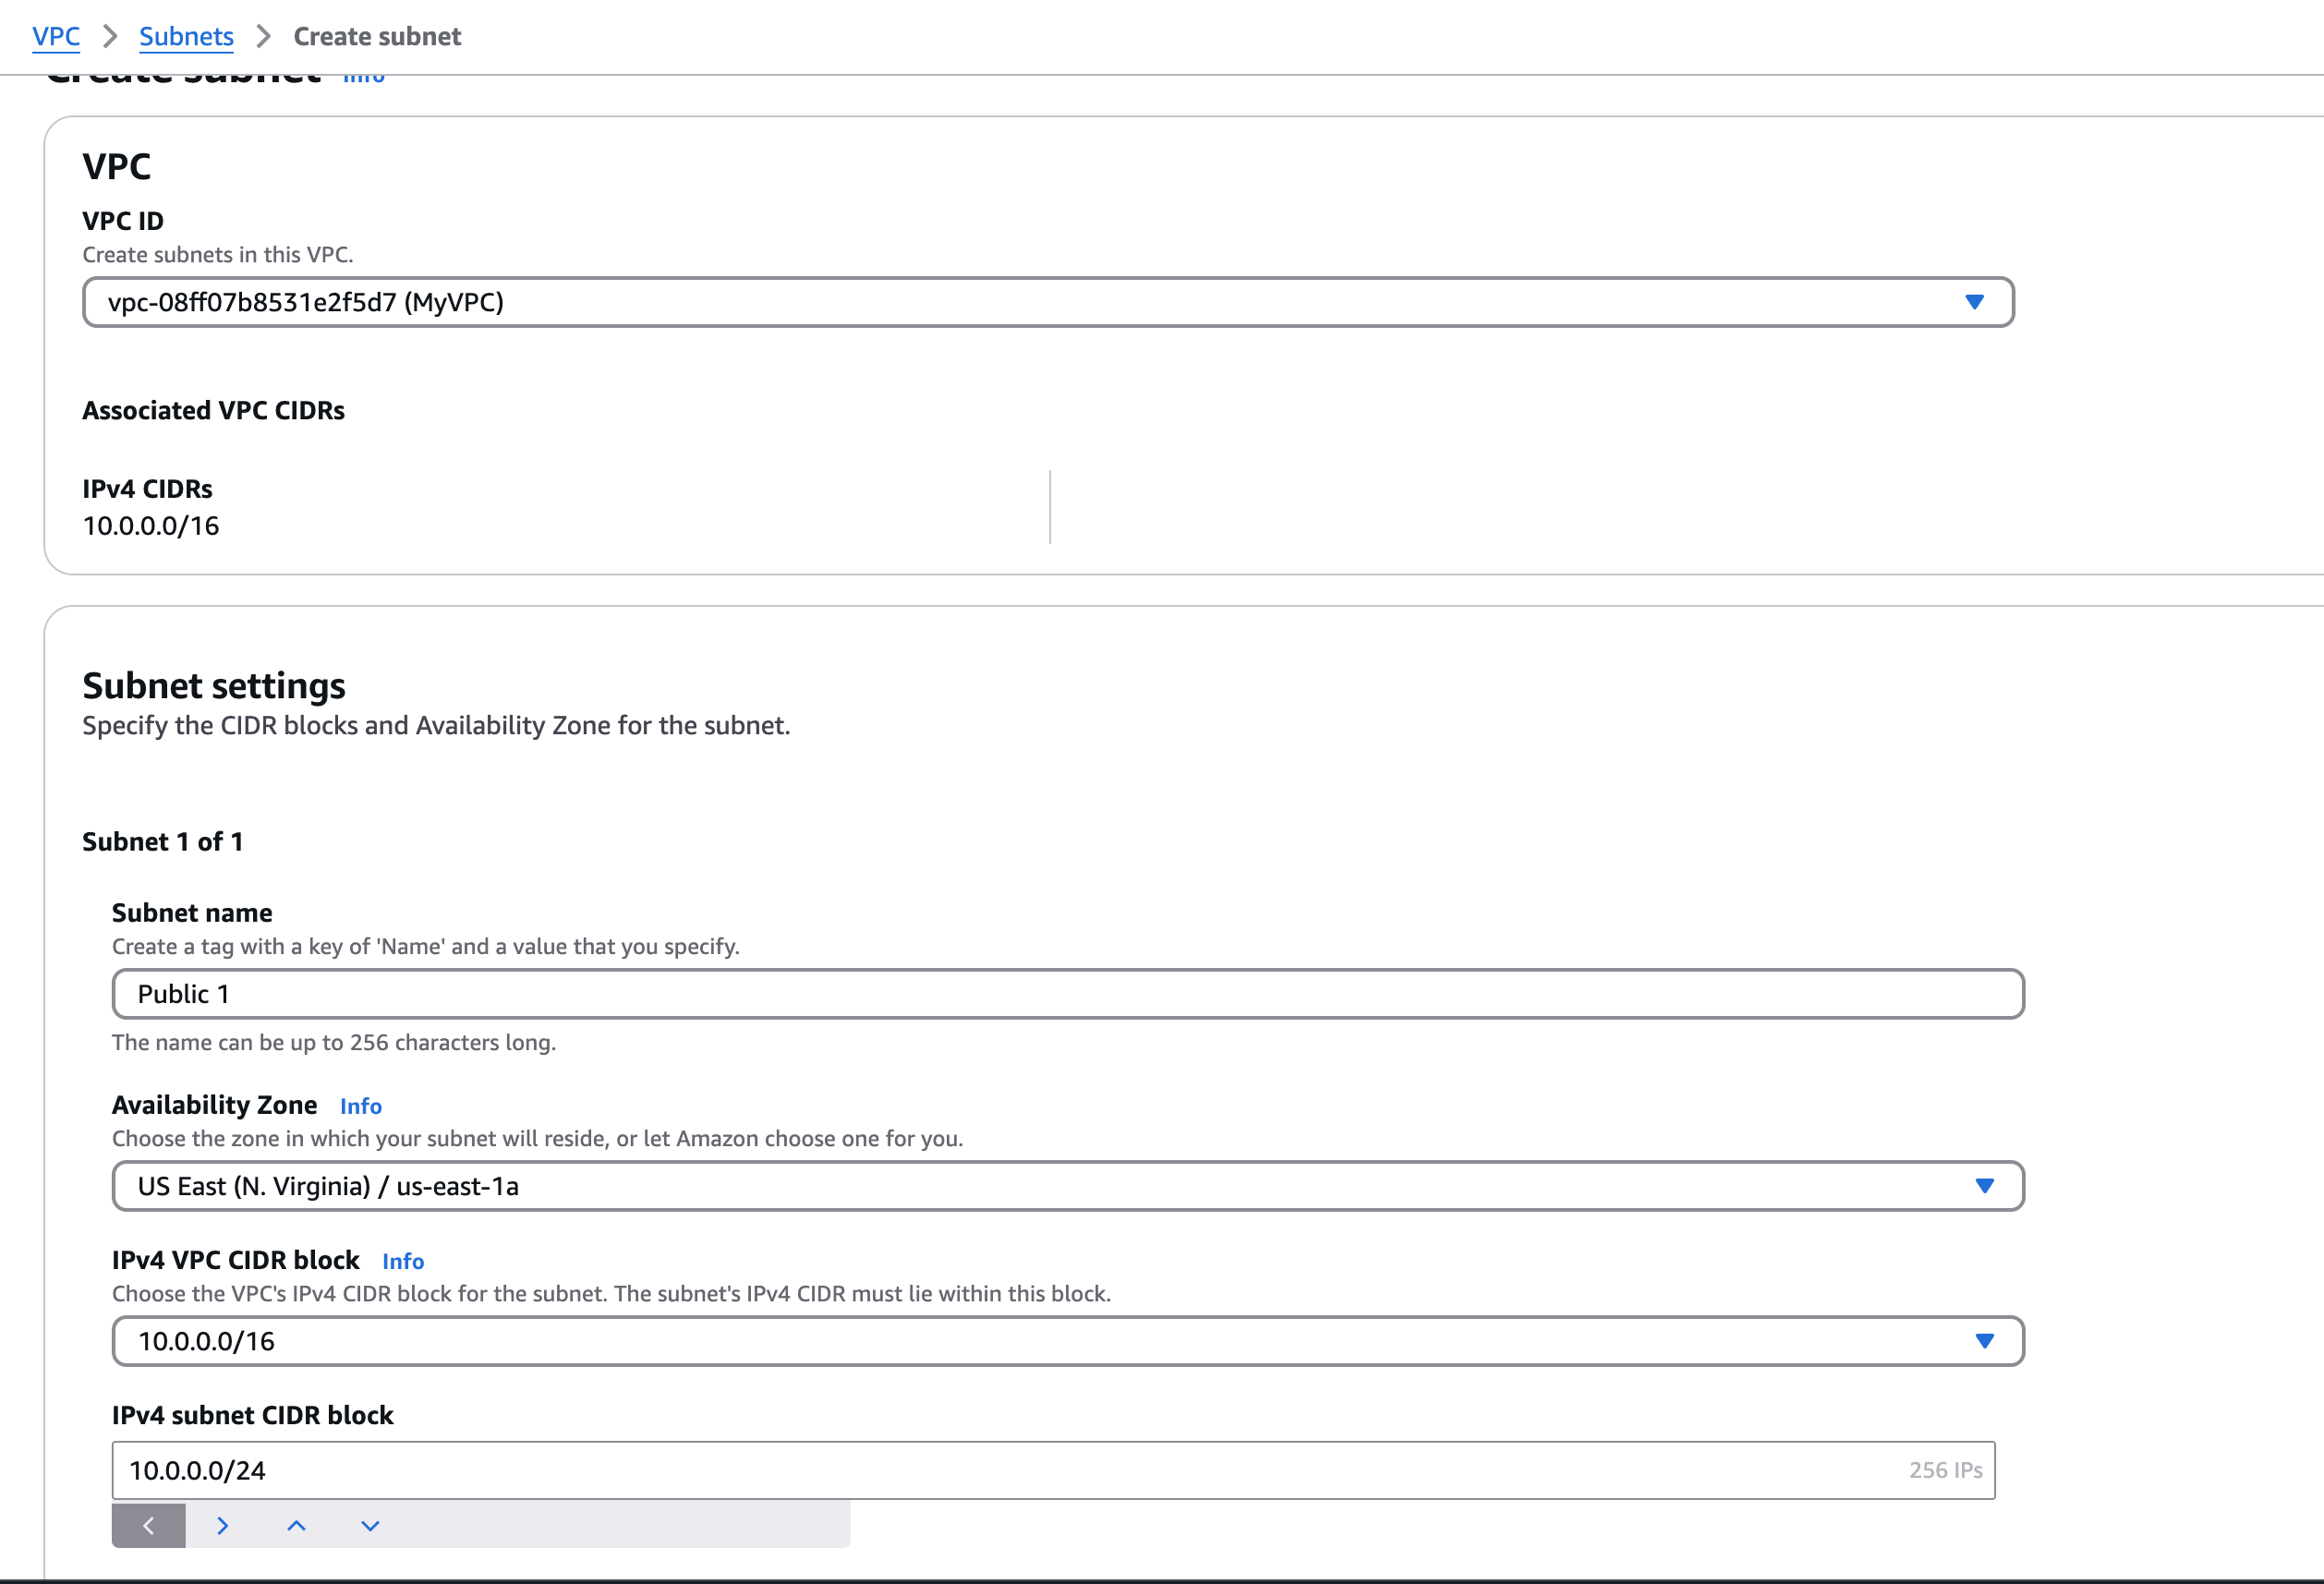 VPC > Subnets > Create subnet
Create subnet Info
VPC
VPC ID
Create subnets in this VPC.
vpc-08ff07b8531e2f5d7 (MyVPC)
Associated VPC CIDRs
IPv4 CIDRs
10.0.0.0/16
Subnet settings
Specify the CIDR blocks and Availability Zone for the subnet.
Subnet 1 of 1
Subnet name
Create a tag with a key of 'Name' and a value that you specify.
Public 1
The name can be up to 256 characters long.
Availability Zone Info
Choose the zone in which your subnet will reside, or let Amazon choose one for you.
US East (N. Virginia) / us-east-1a
IPv4 VPC CIDR block Info
Choose the VPC's IPv4 CIDR block for the subnet. The subnet's IPv4 CIDR must lie within this block.
10.0.0.0/16
IPv4 subnet CIDR block
10.0.0.0/24 256 IPs